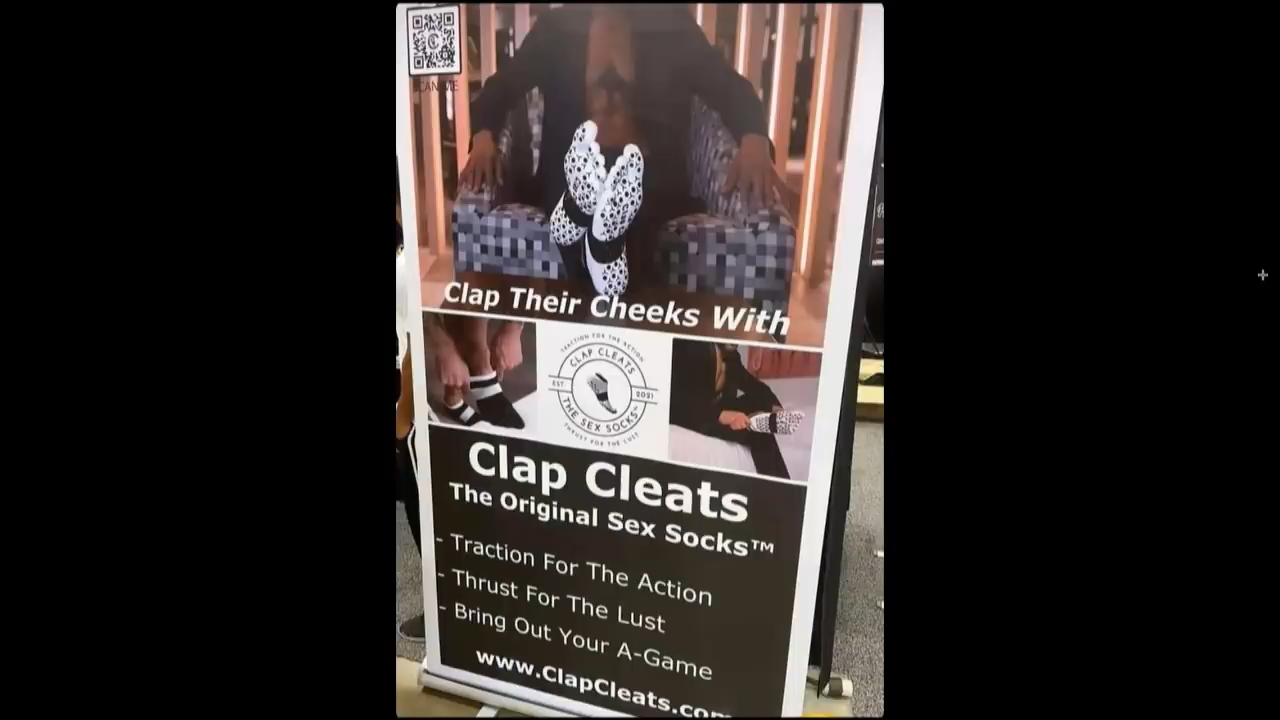 SCAN ME
Clap Their Cheeks With
TRACTION FOR THE ACTION
CLAP CLEATS
EST 2021
THE SEX SOCKS
THRUST FOR THE LUST
Clap Cleats
The Original Sex Socks™
- Traction For The Action
- Thrust For The Lust
- Bring Out Your A-Game
www.ClapCleats.com